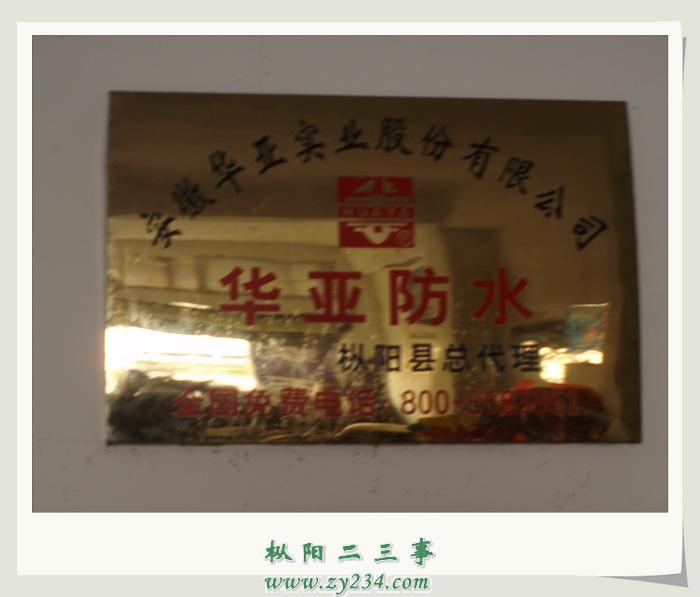 安徽华亚实业股份有限公司
HUAYA
华亚防水
枞阳县总代理
全国免费电话:800-
枞阳二三事
www.zy234.com